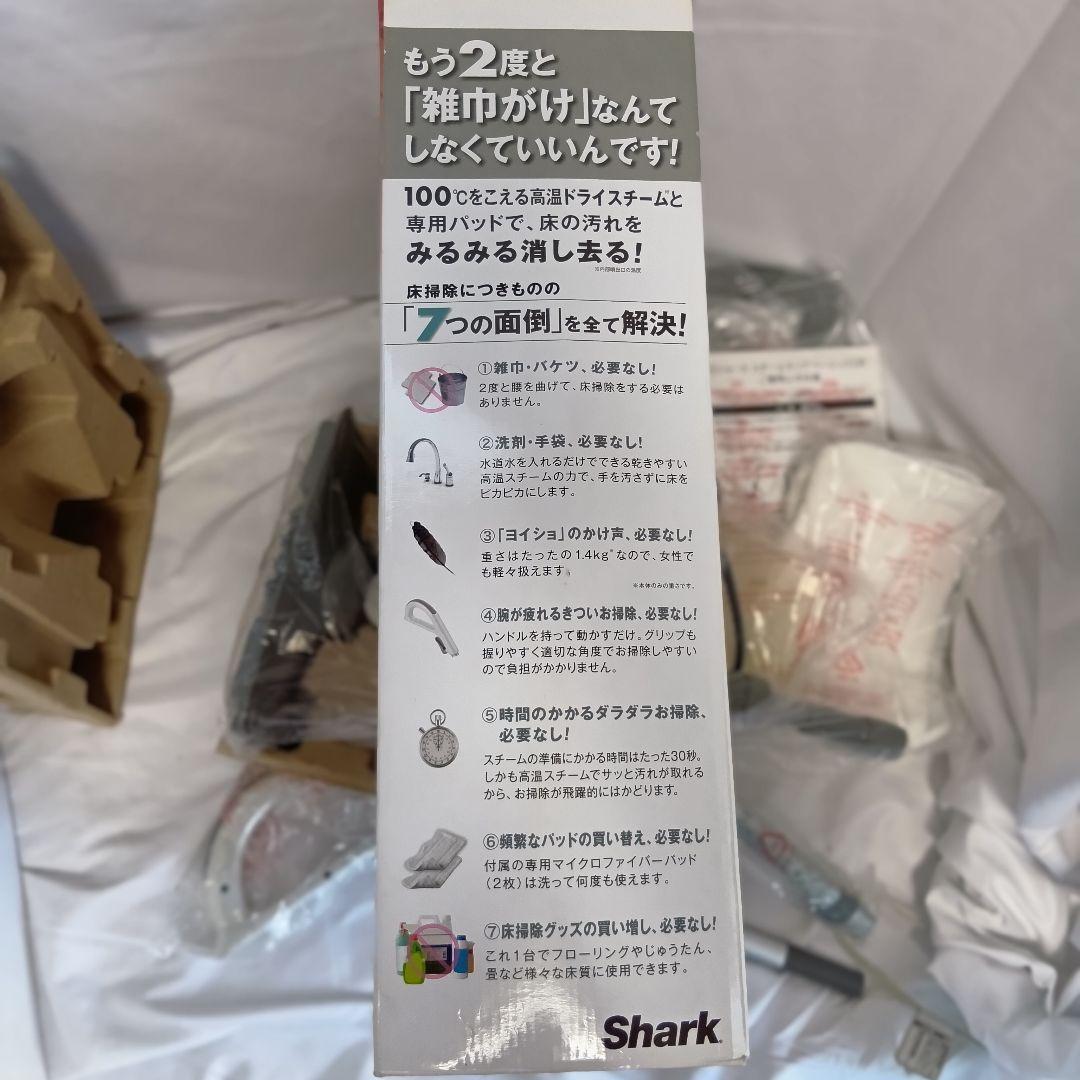 もう2度と
「雑巾がけ」なんて
しなくていいんです!
100℃をこえる高温ドライスチーム※と
専用パッドで、床の汚れを
みるみる消し去る!
※内部噴出口の温度
床掃除につきものの
「7つの面倒」を全て解決!
①雑巾・バケツ、必要なし!
2度と腰を曲げて、床掃除をする必要は
ありません。
②洗剤・手袋、必要なし!
水道水を入れるだけでできる乾きやすい
高温スチームの力で、手を汚さずに床を
ピカピカにします。
③「ヨイショ」のかけ声、必要なし!
重さはたったの1.4kg※なので、女性で
も軽々扱えます。
※本体のみの重さです。
④腕が疲れるきついお掃除、必要なし!
ハンドルを持って動かすだけ。グリップも
握りやすく適切な角度でお掃除しやすい
ので負担がかかりません。
⑤時間のかかるダラダラお掃除、
必要なし!
スチームの準備にかかる時間はたった30秒。
しかも高温スチームでサッと汚れが取れる
から、お掃除が飛躍的にはかどります。
⑥頻繁なパッドの買い替え、必要なし!
付属の専用マイクロファイバーパッド
(2枚)は洗って何度も使えます。
⑦床掃除グッズの買い増し、必要なし!
これ1台でフローリングやじゅうたん、
畳など様々な床質に使用できます。
Shark